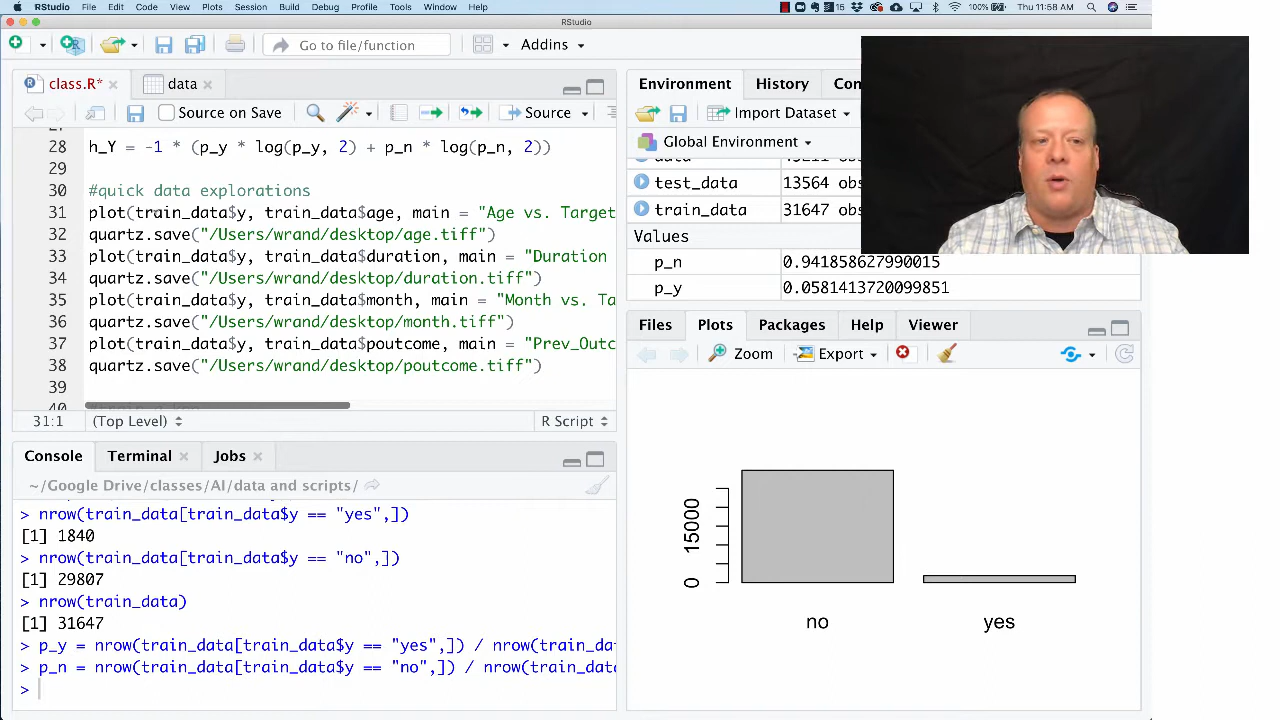 RStudio File Edit Code View Plots Session Build Debug Profile Tools Window Help 15 100% Thu 11:58 AM
RStudio
Go to file/function Addins
class.R* data
Source on Save Source
28 h_Y = -1 * (p_y * log(p_y, 2) + p_n * log(p_n, 2))
29
30 #quick data explorations
31 plot(train_data$y, train_data$age, main = "Age vs. Target
32 quartz.save("/Users/wrand/desktop/age.tiff")
33 plot(train_data$y, train_data$duration, main = "Duration
34 quartz.save("/Users/wrand/desktop/duration.tiff")
35 plot(train_data$y, train_data$month, main = "Month vs. Ta
36 quartz.save("/Users/wrand/desktop/month.tiff")
37 plot(train_data$y, train_data$poutcome, main = "Prev_Outc
38 quartz.save("/Users/wrand/desktop/poutcome.tiff")
39
40
31:1 (Top Level) R Script
Console Terminal Jobs
~/Google Drive/classes/AI/data and scripts/
> nrow(train_data[train_data$y == "yes",])
[1] 1840
> nrow(train_data[train_data$y == "no",])
[1] 29807
> nrow(train_data)
[1] 31647
> p_y = nrow(train_data[train_data$y == "yes",]) / nrow(train_da
> p_n = nrow(train_data[train_data$y == "no",]) / nrow(train_dat
>
Environment History Co
Import Dataset
Global Environment
data
test_data 13564 obs
train_data 31647 obs
Values
p_n 0.941858627990015
p_y 0.0581413720099851
Files Plots Packages Help Viewer
Zoom Export
15000
0
no yes